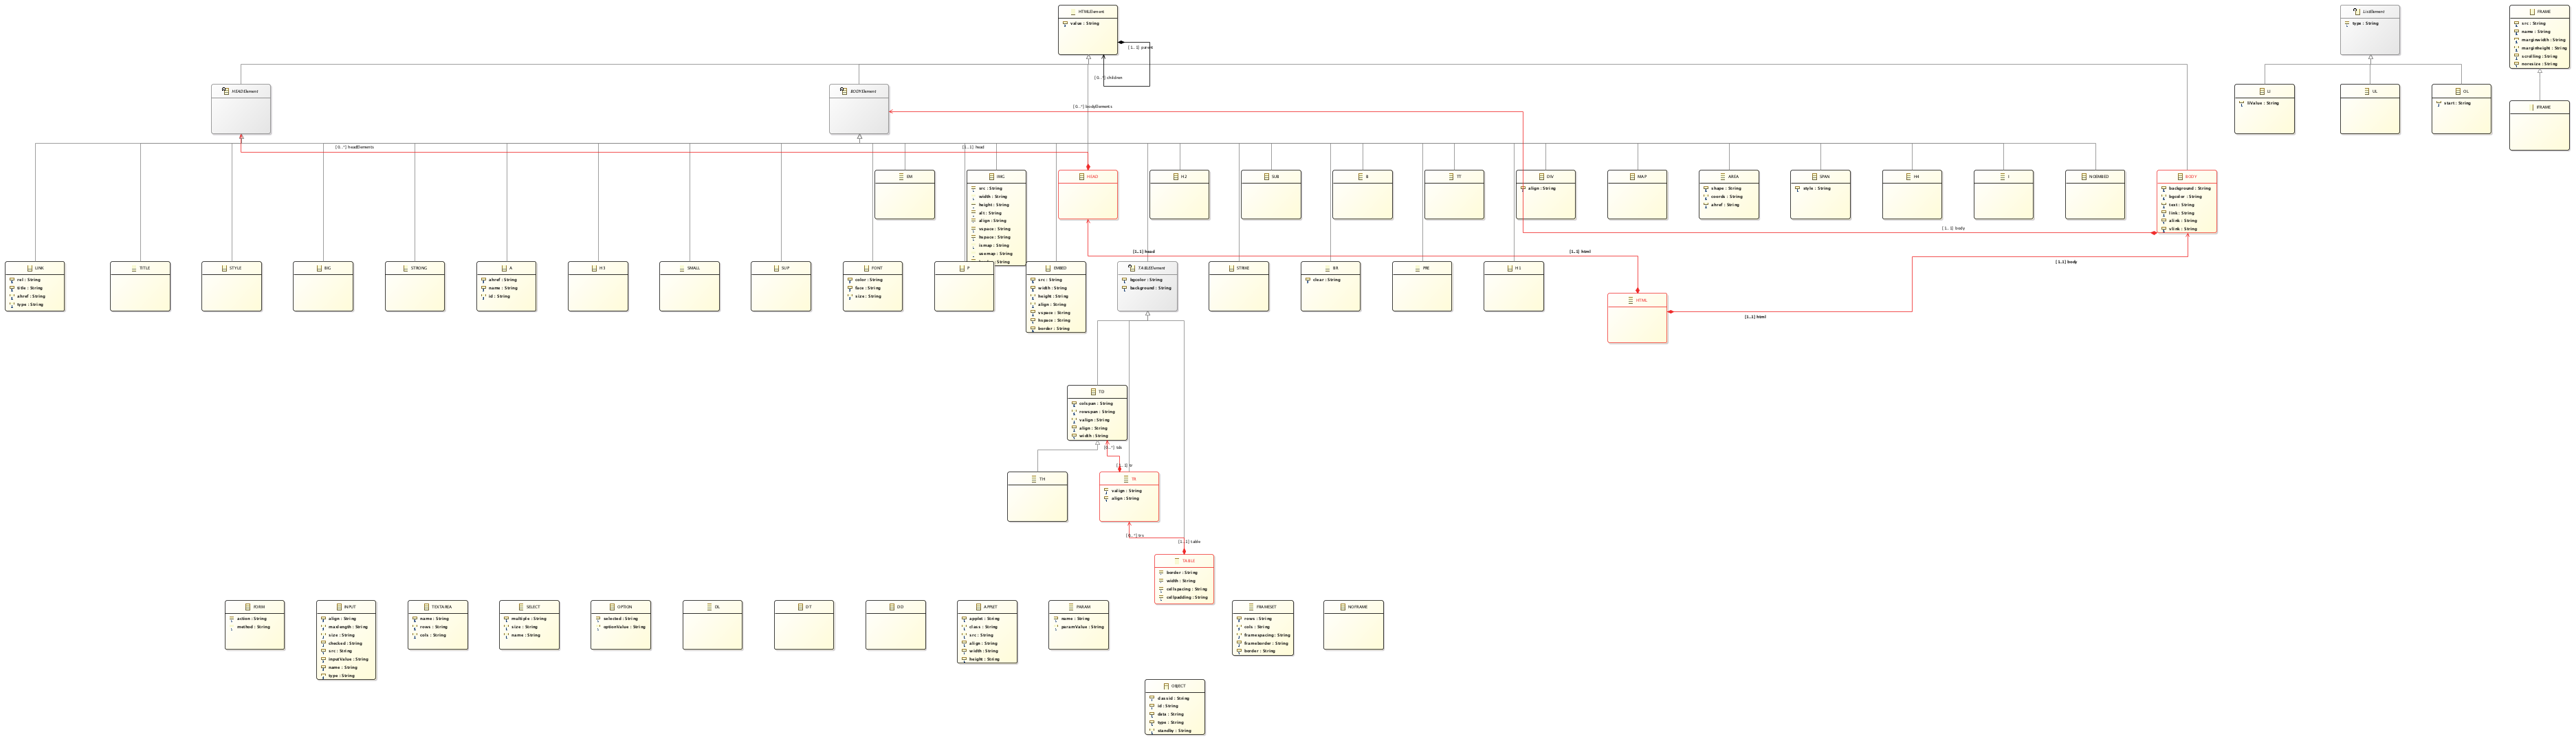 HTMLElement
value : String
[1..1] parent
[0..*] children
ListElement
type : String
FRAME
src : String
name : String
marginwidth : String
marginheight : String
scrolling : String
noresize : String
HEADElement
BODYElement
[0..*] bodyElements
LI
liValue : String
UL
OL
start : String
IFRAME
[0..*] headElements
[1..1] head
EM
IMG
src : String
width : String
height : String
alt : String
align : String
vspace : String
hspace : String
ismap : String
usemap : String
HEAD
H2
SUB
B
TT
DIV
align : String
MAP
AREA
shape : String
coords : String
ahref : String
SPAN
style : String
H4
I
NOEMBED
BODY
background : String
bgcolor : String
text : String
link : String
alink : String
vlink : String
[1..1] body
[1..1] head
[1..1] html
[1..1] body
[1..1] html
LINK
rel : String
title : String
ahref : String
type : String
TITLE
STYLE
BIG
STRONG
A
ahref : String
name : String
id : String
H3
SMALL
SUP
FONT
color : String
face : String
size : String
P
EMBED
src : String
width : String
height : String
align : String
vspace : String
hspace : String
border : String
TABLEElement
bgcolor : String
background : String
STRIKE
BR
clear : String
PRE
H1
HTML
TD
colspan : String
rowspan : String
valign : String
align : String
width : String
[0..*] tds
[1..1] tr
TH
TR
valign : String
align : String
[0..*] trs
[1..1] table
TABLE
border : String
width : String
cellspacing : String
cellpadding : String
FORM
action : String
method : String
INPUT
align : String
maxlength : String
size : String
checked : String
src : String
inputValue : String
name : String
type : String
TEXTAREA
name : String
rows : String
cols : String
SELECT
multiple : String
size : String
name : String
OPTION
selected : String
optionValue : String
DL
DT
DD
APPLET
applet : String
class : String
src : String
align : String
width : String
height : String
PARAM
name : String
paramValue : String
FRAMESET
rows : String
cols : String
framespacing : String
frameborder : String
border : String
NOFRAME
OBJECT
classid : String
id : String
data : String
type : String
standby : String